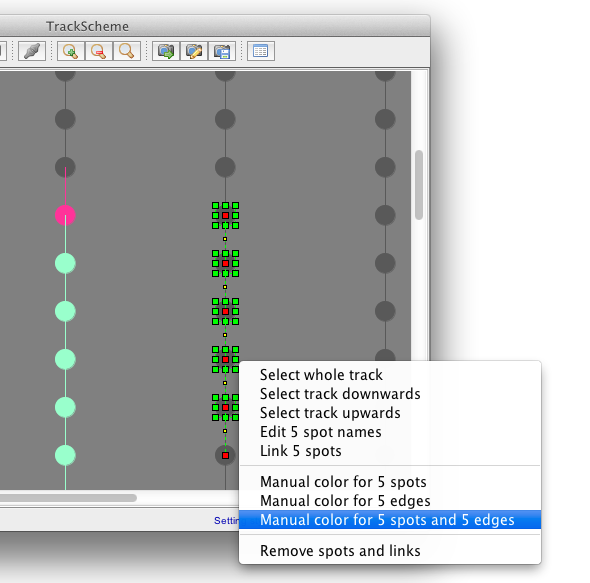 TrackScheme
Select whole track
Select track downwards
Select track upwards
Edit 5 spot names
Link 5 spots
Manual color for 5 spots
Manual color for 5 edges
Settin
Manual color for 5 spots and 5 edges
Remove spots and links